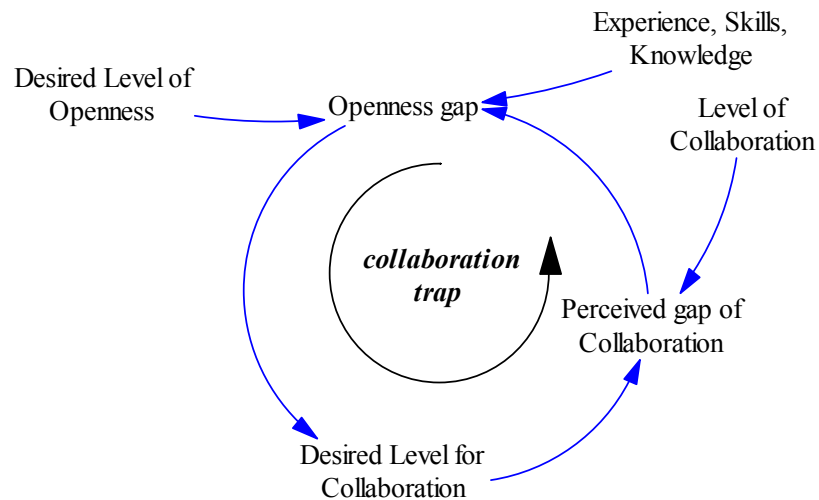 Experience, Skills,
Knowledge
Desired Level of
Openness
Openness gap
Level of
Collaboration
collaboration
trap
Perceived gap of
Collaboration
Desired Level for
Collaboration